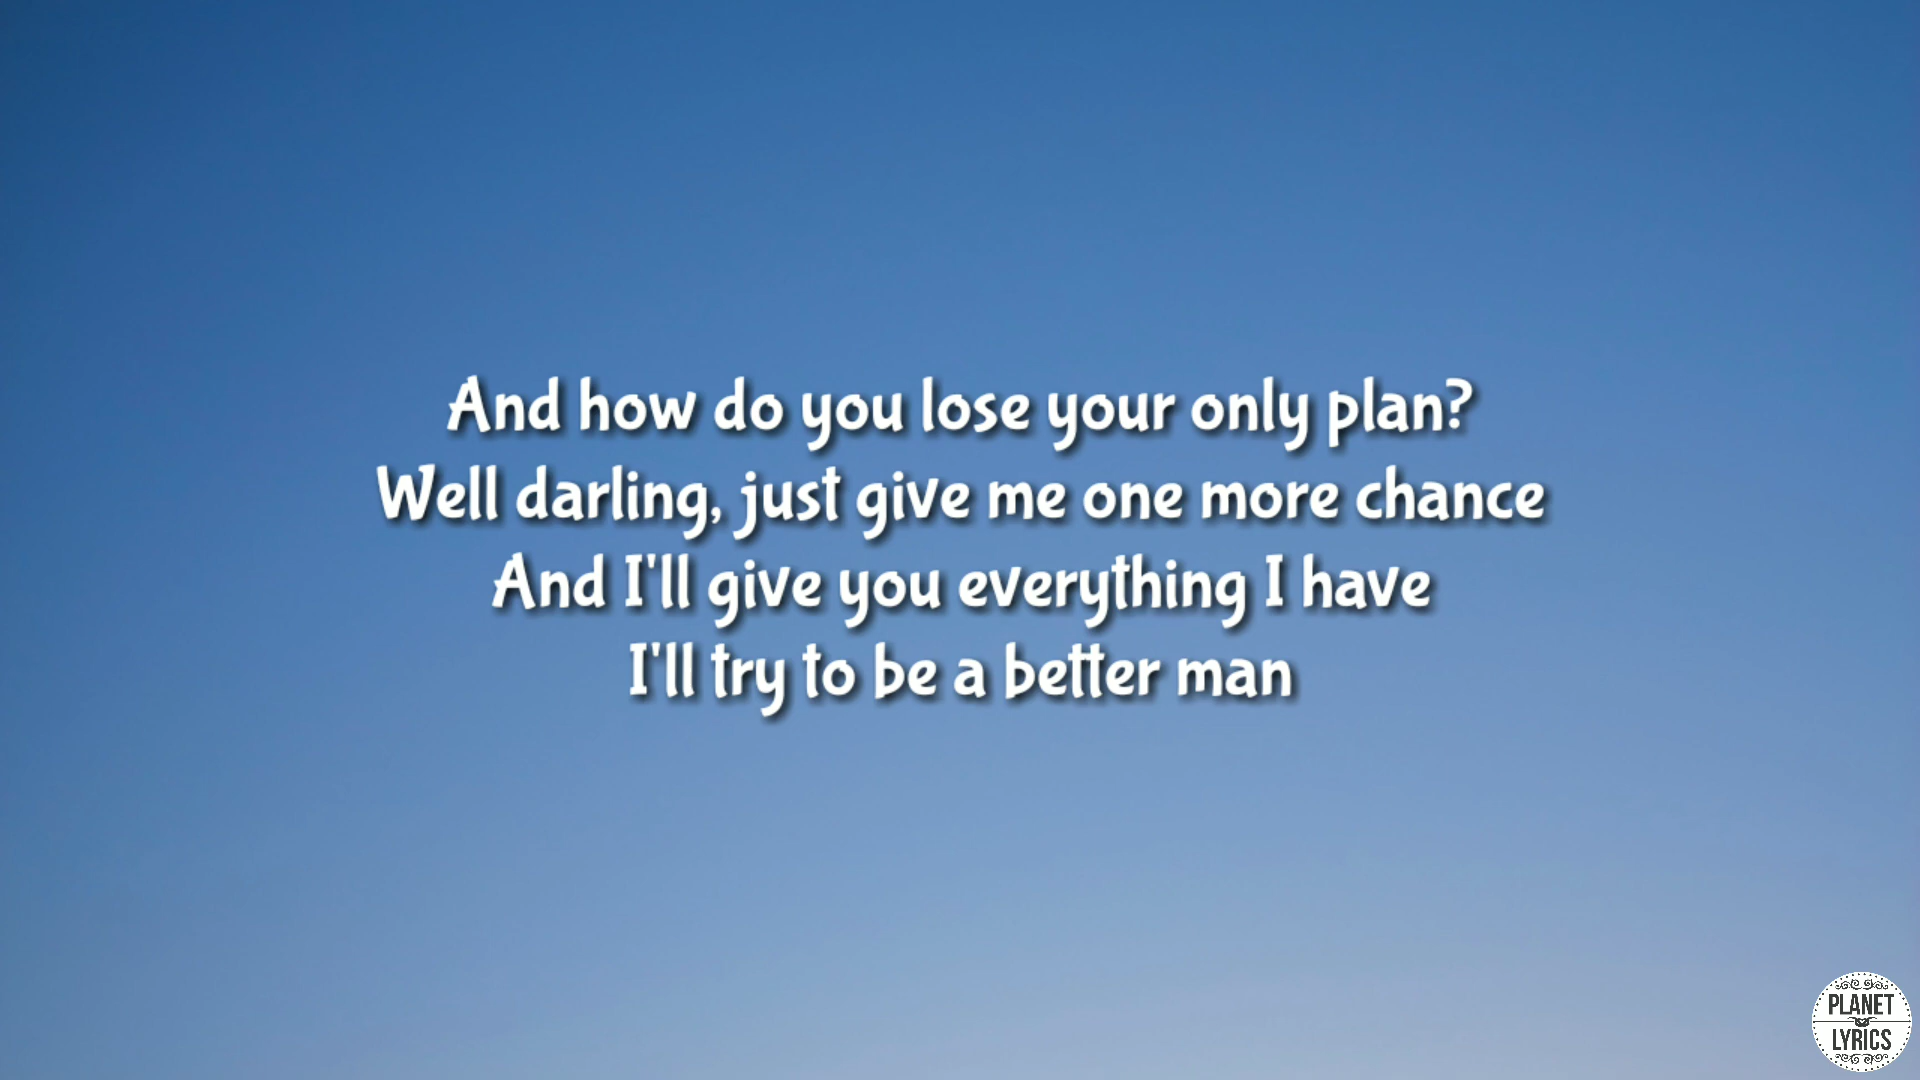 And how do you lose your only plan?
Well darling, just give me one more chance
And I'll give you everything I have
I'll try to be a better man
PLANET
LYRICS